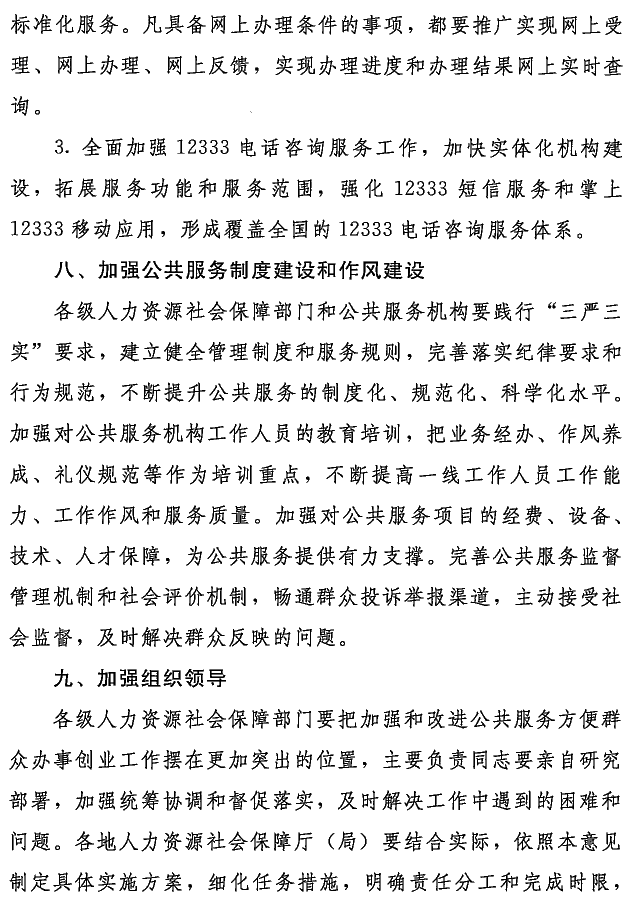 标准化服务。凡具备网上办理条件的事项，都要推广实现网上受
理、网上办理、网上反馈，实现办理进度和办理结果网上实时查
询。
3. 全面加强 12333 电话咨询服务工作，加快实体化机构建
设，拓展服务功能和服务范围，强化 12333 短信服务和掌上
12333 移动应用，形成覆盖全国的 12333 电话咨询服务体系。
八、加强公共服务制度建设和作风建设
各级人力资源社会保障部门和公共服务机构要践行“三严三
实”要求，建立健全管理制度和服务规则，完善落实纪律要求和
行为规范，不断提升公共服务的制度化、规范化、科学化水平。
加强对公共服务机构工作人员的教育培训，把业务经办、作风养
成、礼仪规范等作为培训重点，不断提高一线工作人员工作能
力、工作作风和服务质量。加强对公共服务项目的经费、设备、
技术、人才保障，为公共服务提供有力支撑。完善公共服务监督
管理机制和社会评价机制，畅通群众投诉举报渠道，主动接受社
会监督，及时解决群众反映的问题。
九、加强组织领导
各级人力资源社会保障部门要把加强和改进公共服务方便群
众办事创业工作摆在更加突出的位置，主要负责同志要亲自研究
部署，加强统筹协调和督促落实，及时解决工作中遇到的困难和
问题。各地人力资源社会保障厅（局）要结合实际，依照本意见
制定具体实施方案，细化任务措施，明确责任分工和完成时限，